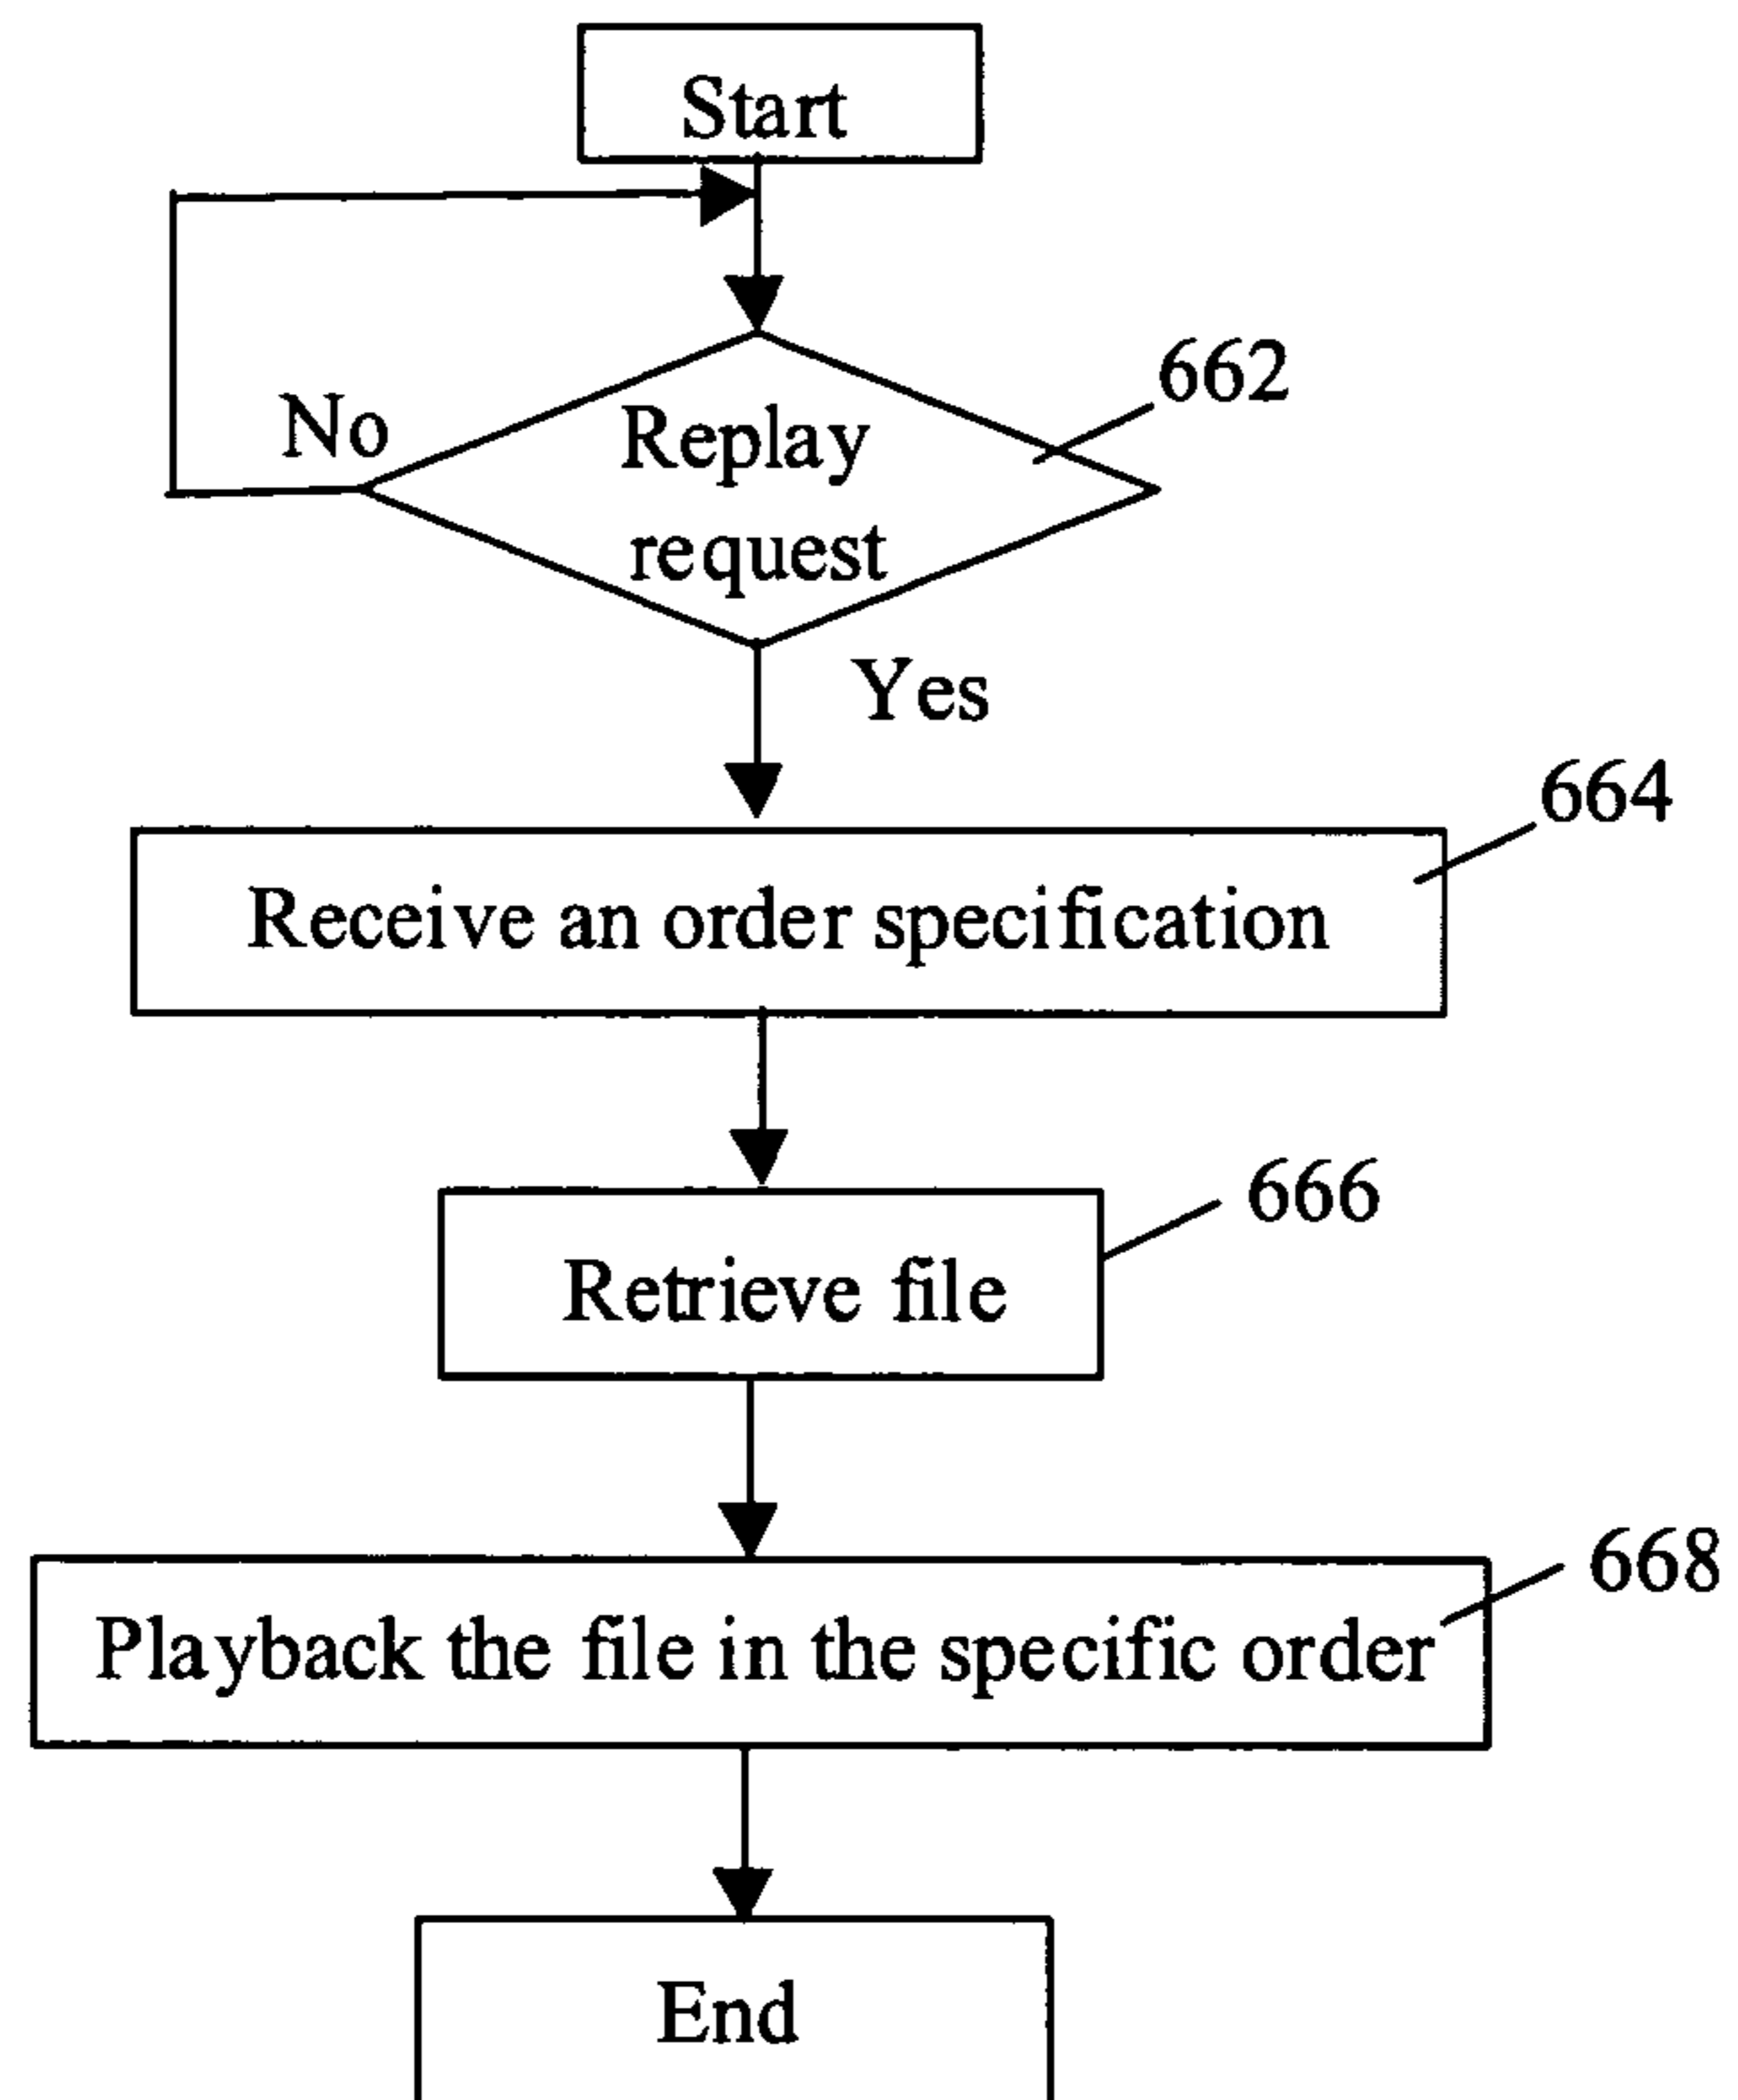 Start
662
No
Replay
request
Yes
664
Receive an order specification
666
Retrieve file
668
Playback the file in the specific order
End